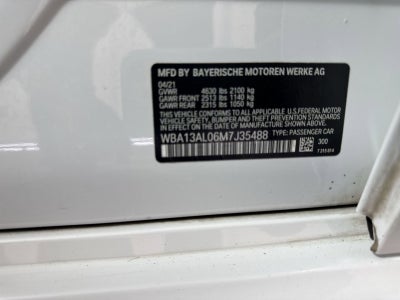 MFD BY BAYERISCHE MOTOREN WERKE AG
04/21
GVWR 4630 lbs 2100 kg
GAWR FRONT 2513 lbs 1140 kg
GAWR REAR 2315 lbs 1050 kg
THIS VEHICLE CONFORMS TO ALL APPLICABLE U.S. FEDERAL MOTOR
VEHICLE SAFETY, BUMPER AND THEFT PREVENTION STANDARDS
IN EFFECT ON THE DATE OF MANUFACTURE SHOWN ABOVE.
WBA13AL06M7J35488 TYPE: PASSENGER CAR
300